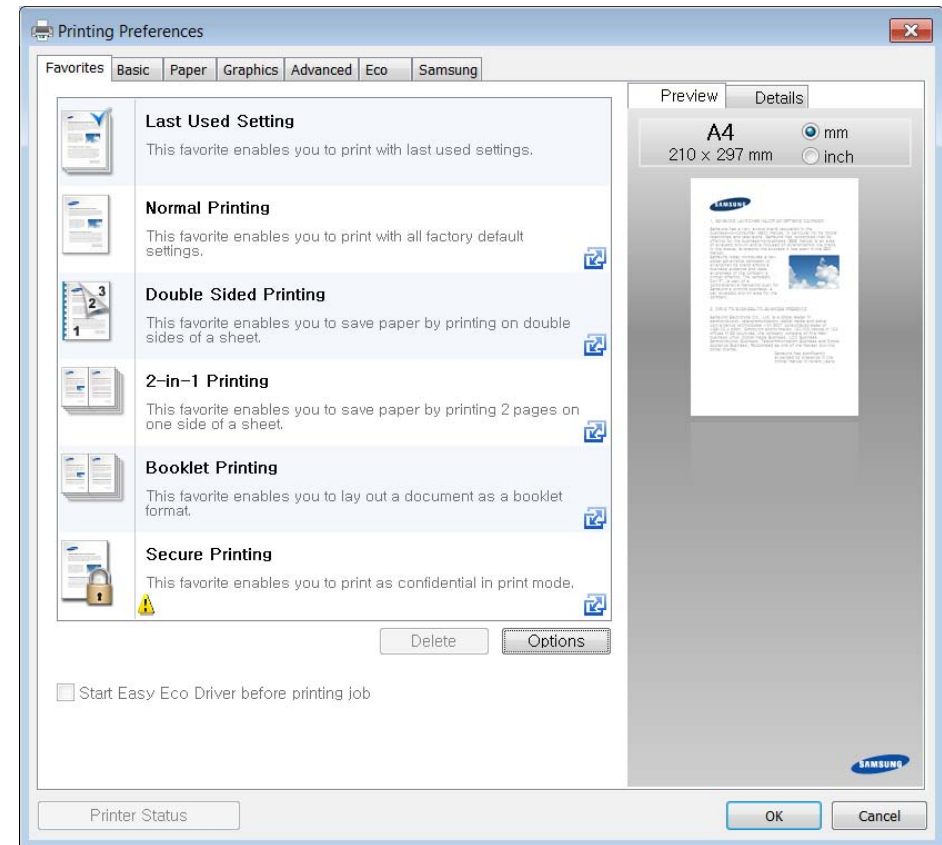 Printing Preferences
Favorites Basic Paper Graphics Advanced Eco Samsung
Last Used Setting
This favorite enables you to print with last used settings.
Normal Printing
This favorite enables you to print with all factory default
settings.
Double Sided Printing
This favorite enables you to save paper by printing on double
sides of a sheet.
2-in-1 Printing
This favorite enables you to save paper by printing 2 pages on
one side of a sheet.
Booklet Printing
This favorite enables you to lay out a document as a booklet
format.
Secure Printing
This favorite enables you to print as confidential in print mode.
Delete Options
Start Easy Eco Driver before printing job
Preview Details
A4 mm
210 x 297 mm inch
SAMSUNG
SAMSUNG
Printer Status OK Cancel